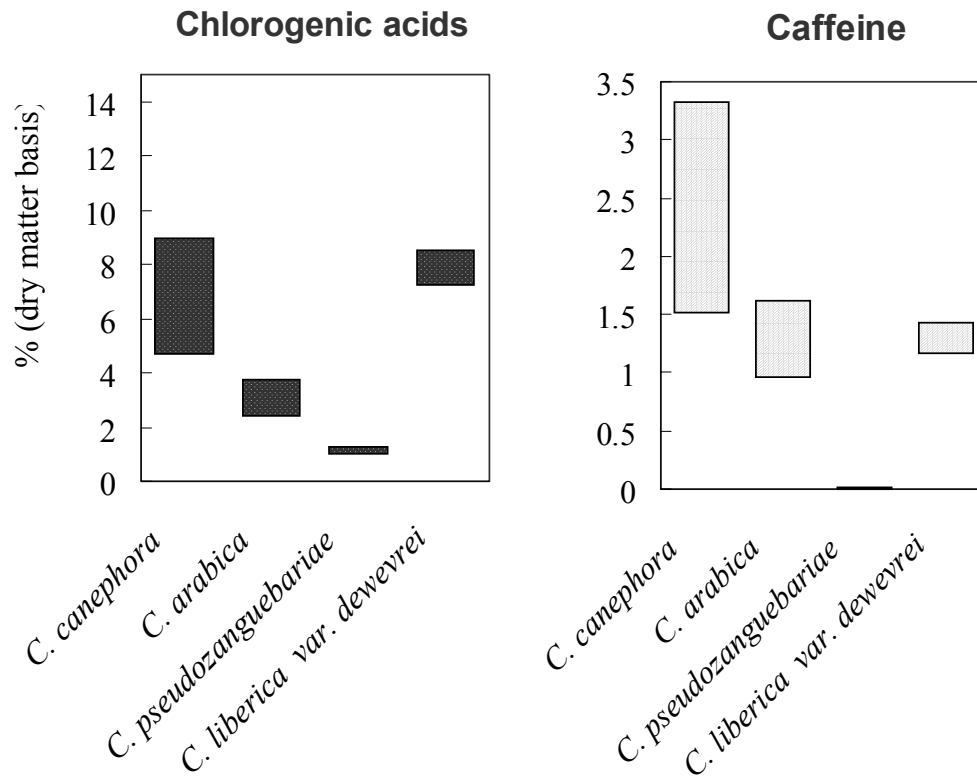 Chlorogenic acids
% (dry matter basis)
14
12
10
8
6
4
2
0
C. canephora
C. arabica
C. pseudozanguebariae
C. liberica var. dewevrei
Caffeine
3.5
3
2.5
2
1.5
1
0.5
0
C. canephora
C. arabica
C. pseudozanguebariae
C. liberica var. dewevrei